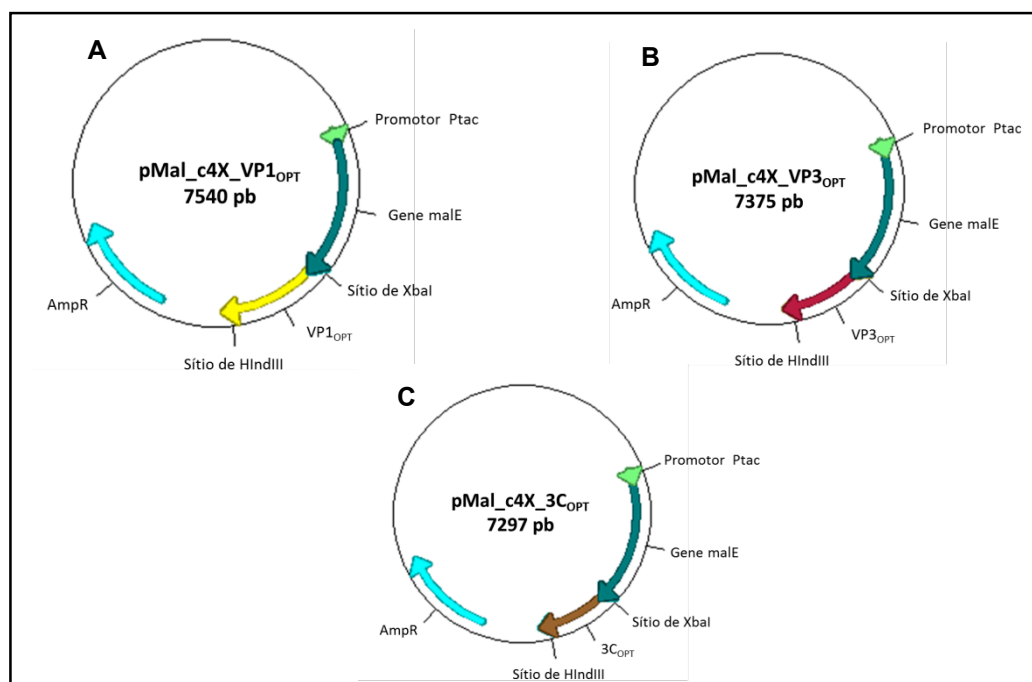 A
Promotor Ptac
pMal_c4X_VP1OPT
7540 pb
Gene malE
AmpR
Sítio de XbaI
VP1OPT
Sítio de HIndIII
B
Promotor Ptac
pMal_c4X_VP3OPT
7375 pb
Gene malE
AmpR
Sítio de XbaI
VP3OPT
Sítio de HIndIII
C
Promotor Ptac
pMal_c4X_3COPT
7297 pb
Gene malE
AmpR
Sítio de XbaI
3COPT
Sítio de HIndIII